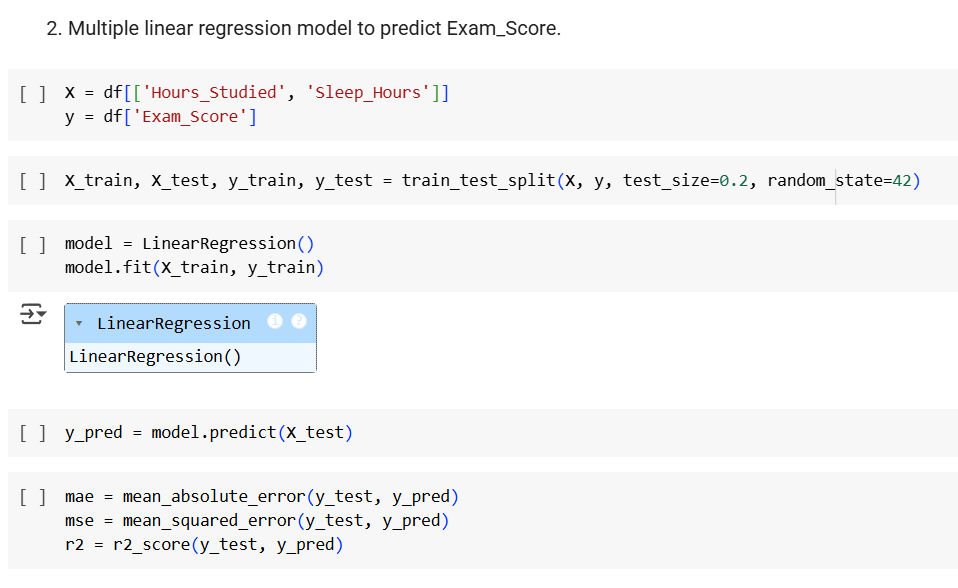 2. Multiple linear regression model to predict Exam_Score.
[ ] X = df[['Hours_Studied', 'Sleep_Hours']]
y = df['Exam_Score']
[ ] X_train, X_test, y_train, y_test = train_test_split(X, y, test_size=0.2, random_state=42)
[ ] model = LinearRegression()
model.fit(X_train, y_train)
LinearRegression i ?
LinearRegression()
[ ] y_pred = model.predict(X_test)
[ ] mae = mean_absolute_error(y_test, y_pred)
mse = mean_squared_error(y_test, y_pred)
r2 = r2_score(y_test, y_pred)